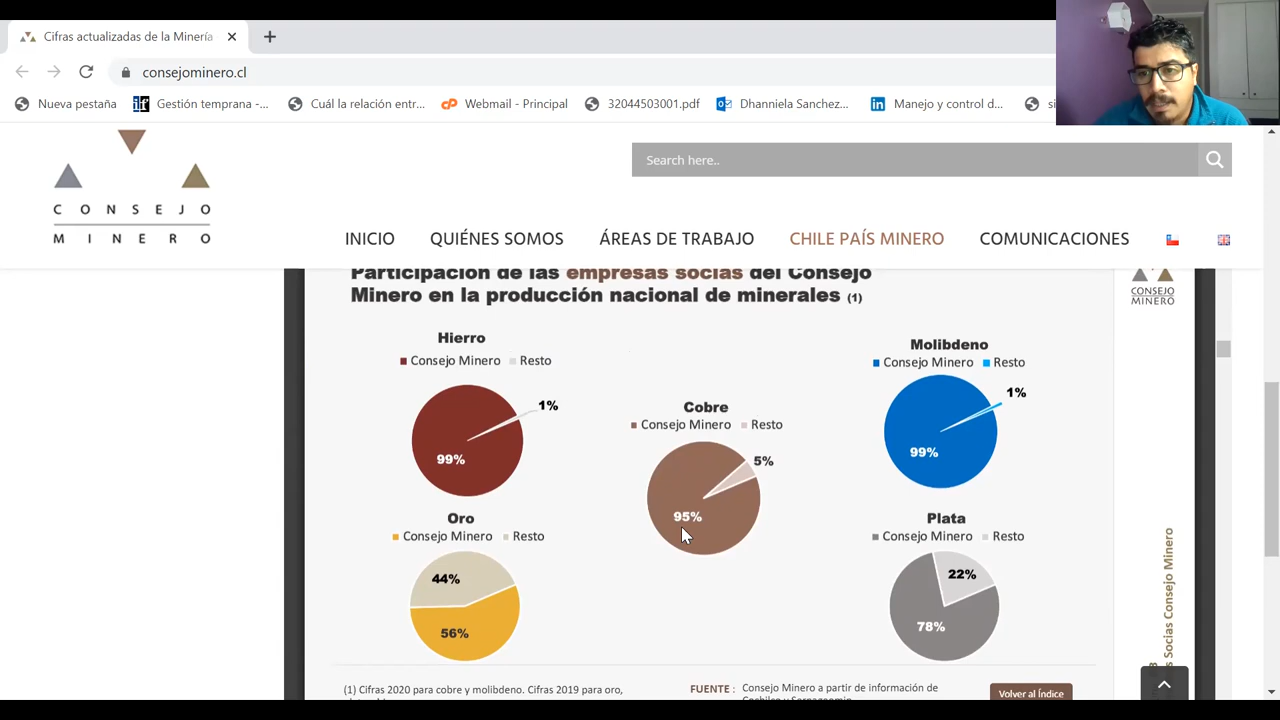 Cifras actualizadas de la Minería
consejominero.cl
Nueva pestaña
Gestión temprana -...
Cuál la relación entr...
Webmail - Principal
32044503001.pdf
Dhanniela Sanchez...
Manejo y control d...
Search here..
CONSEJO
MINERO
INICIO
QUIÉNES SOMOS
ÁREAS DE TRABAJO
CHILE PAÍS MINERO
COMUNICACIONES
Participación de las empresas socias del Consejo
Minero en la producción nacional de minerales (1)
CONSEJO
MINERO
Hierro
Consejo Minero Resto
1%
99%
Molibdeno
Consejo Minero Resto
1%
99%
Cobre
Consejo Minero Resto
5%
95%
Oro
Consejo Minero Resto
44%
56%
Plata
Consejo Minero Resto
22%
78%
Socias Consejo Minero
(1) Cifras 2020 para cobre y molibdeno. Cifras 2019 para oro,
FUENTE : Consejo Minero a partir de información de
Volver al Índice